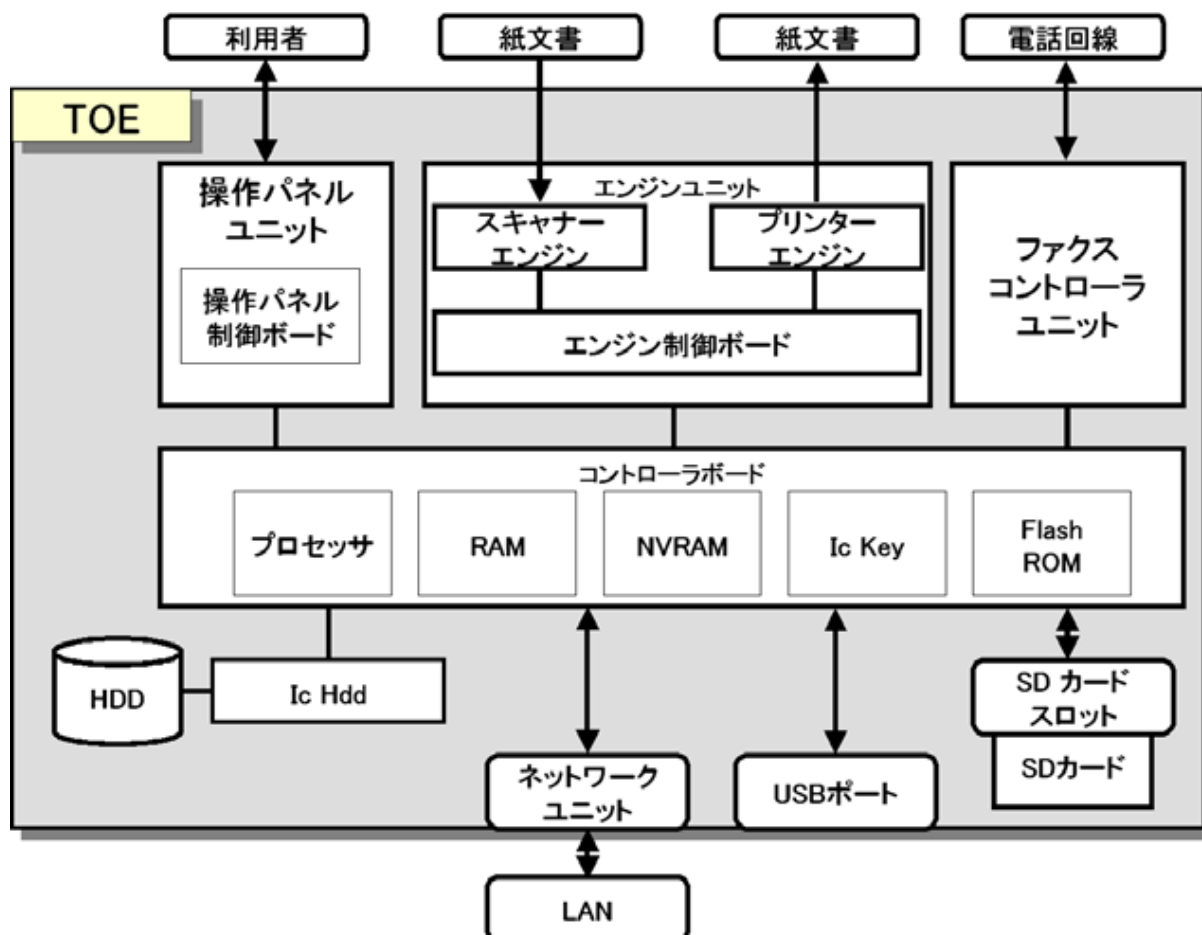 利用者
紙文書
紙文書
電話回線
TOE
操作パネル
ユニット
操作パネル
制御ボード
エンジンユニット
スキャナー
エンジン
プリンター
エンジン
エンジン制御ボード
ファクス
コントローラ
ユニット
コントローラボード
プロセッサ
RAM
NVRAM
Ic Key
Flash
ROM
HDD
Ic Hdd
ネットワーク
ユニット
USBポート
SD カード
スロット
SDカード
LAN